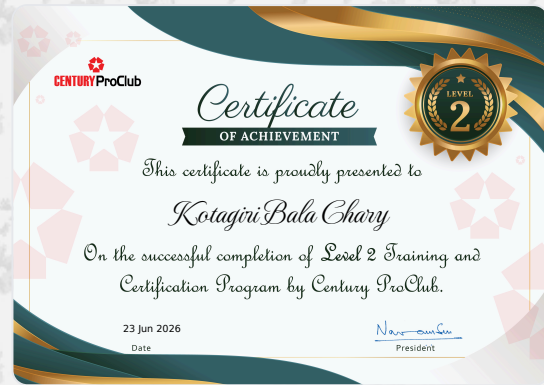 CENTURY ProClub
LEVEL
2
Certificate
OF ACHIEVEMENT
This certificate is proudly presented to
Kotagiri Bala Chary
On the successful completion of Level 2 Training and
Certification Program by Century ProClub.
23 Jun 2026
Date
President